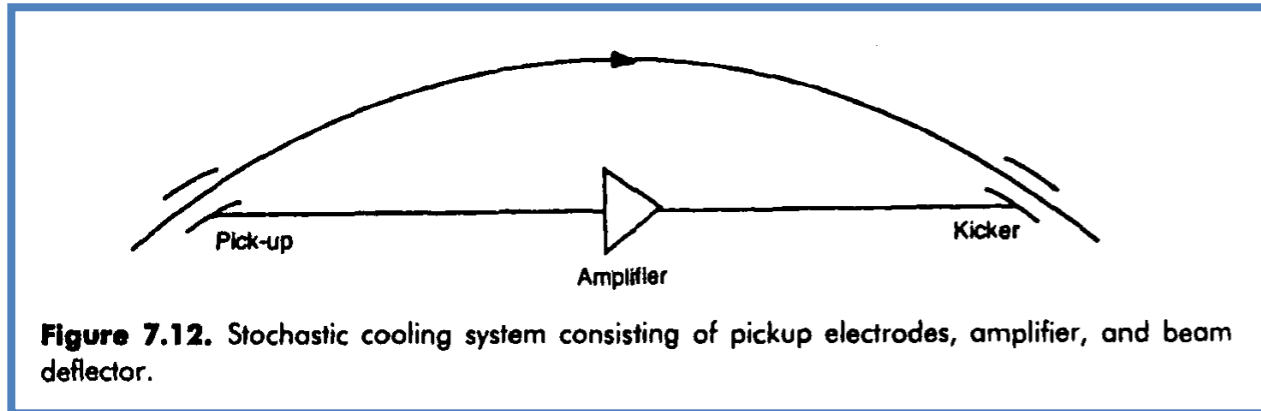 Pick-up
Kicker
Amplifier
Figure 7.12. Stochastic cooling system consisting of pickup electrodes, amplifier, and beam
deflector.